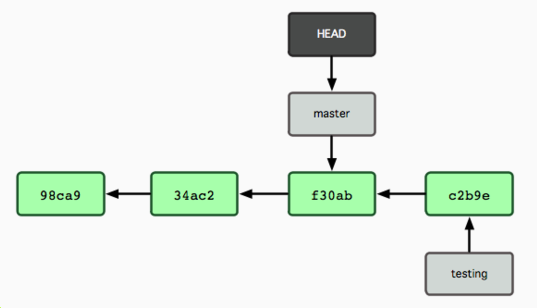 HEAD
master
98ca9
34ac2
f30ab
c2b9e
testing